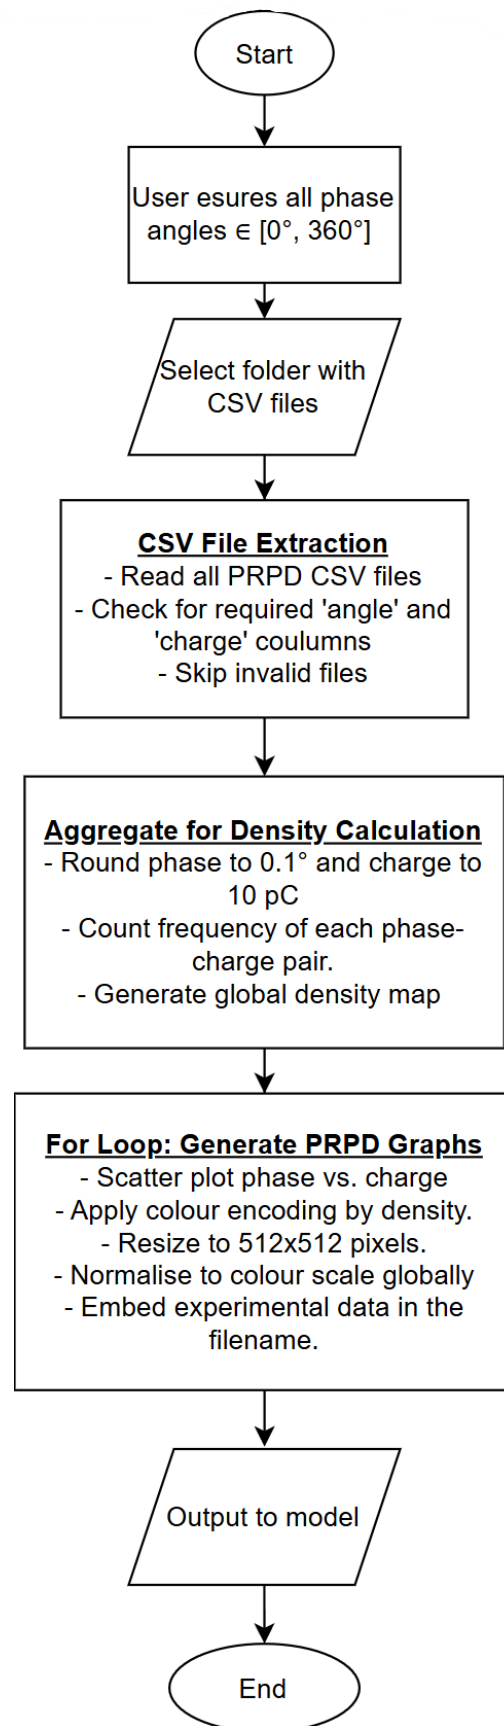 Start
User esures all phase
angles ∈ [0°, 360°]
Select folder with
CSV files
CSV File Extraction
- Read all PRPD CSV files
- Check for required 'angle' and
'charge' coulumns
- Skip invalid files
Aggregate for Density Calculation
- Round phase to 0.1° and charge to
10 pC
- Count frequency of each phase-
charge pair.
- Generate global density map
For Loop: Generate PRPD Graphs
- Scatter plot phase vs. charge
- Apply colour encoding by density.
- Resize to 512x512 pixels.
- Normalise to colour scale globally
- Embed experimental data in the
filename.
Output to model
End